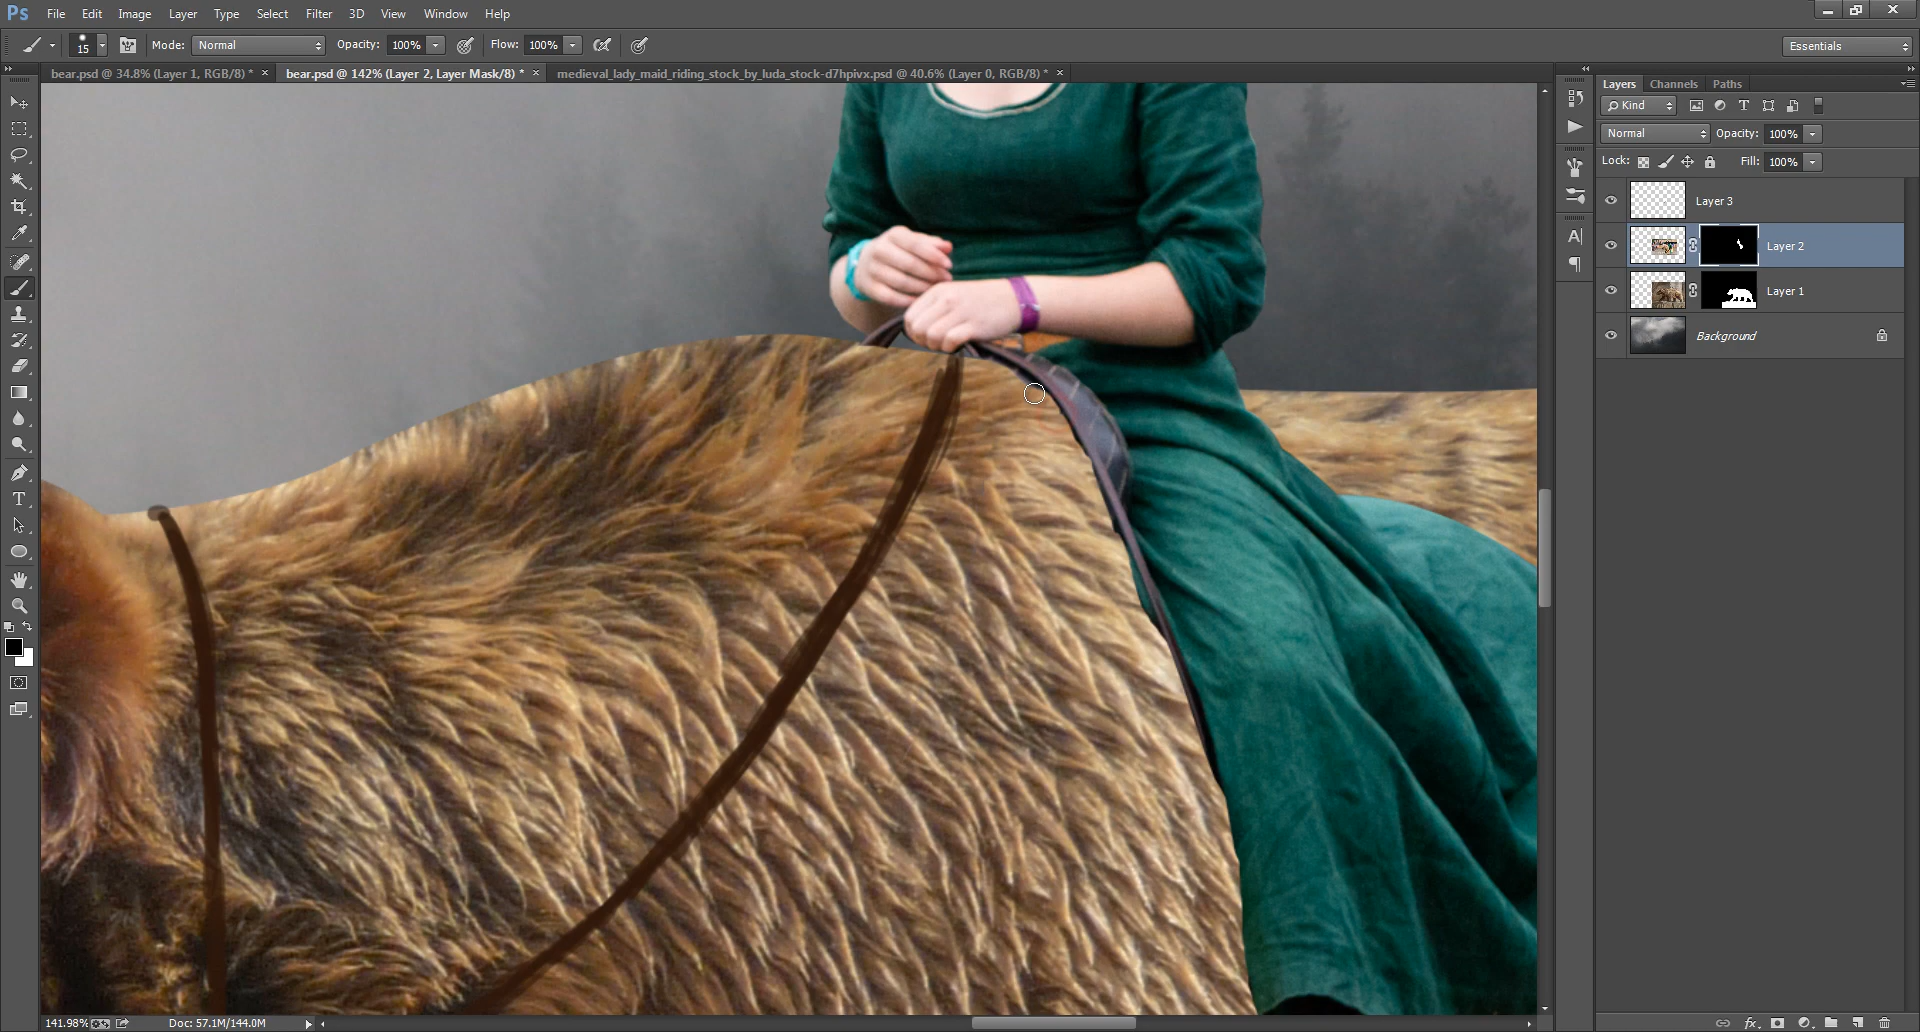 Ps File Edit Image Layer Type Select Filter 3D View Window Help
15 Mode: Normal Opacity: 100% Flow: 100% Essentials
bear.psd @ 34.8% (Layer 1, RGB/8) * × bear.psd @ 142% (Layer 2, Layer Mask/8) * × medieval_lady_maid_riding_stock_by_luda_stock-d7hpivx.psd @ 40.6% (Layer 0, RGB/8) * ×
Layers Channels Paths
Kind
Normal Opacity: 100%
Lock: Fill: 100%
Layer 3
Layer 2
Layer 1
Background
141.98% Doc: 57.1M/144.0M